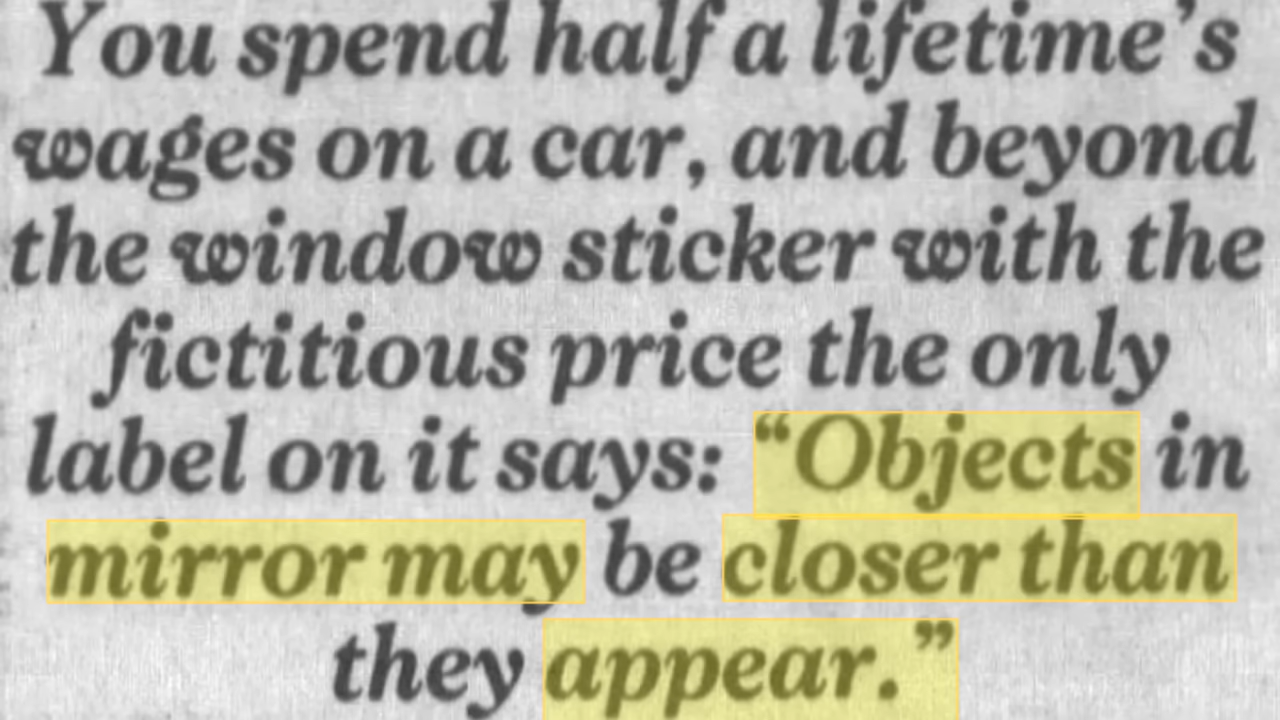 You spend half a lifetime’s
wages on a car, and beyond
the window sticker with the
fictitious price the only
label on it says: “Objects in
mirror may be closer than
they appear.”